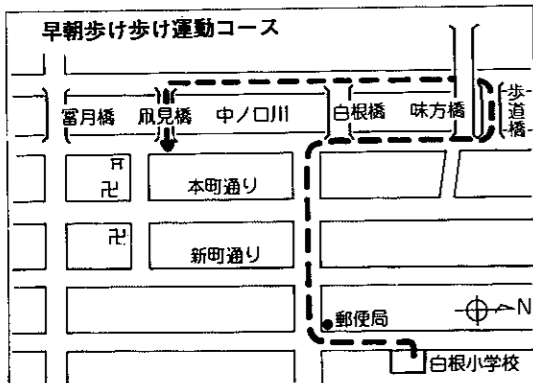 早朝歩け歩け運動コース
冨月橋
凧見橋
中ノ口川
白根橋
味方橋
歩道橋
本町通り
新町通り
郵便局
N
白根小学校